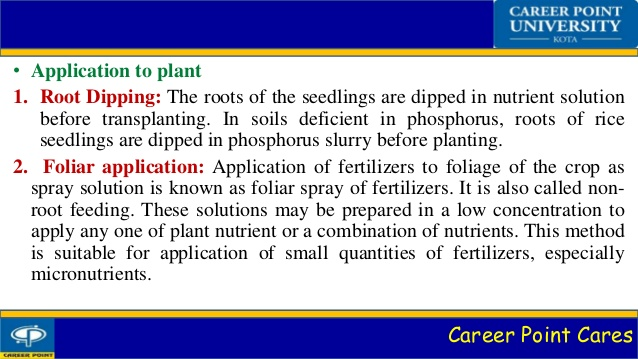 CAREER POINT
UNIVERSITY
KOTA
• Application to plant
1. Root Dipping: The roots of the seedlings are dipped in nutrient solution
before transplanting. In soils deficient in phosphorus, roots of rice
seedlings are dipped in phosphorus slurry before planting.
2. Foliar application: Application of fertilizers to foliage of the crop as
spray solution is known as foliar spray of fertilizers. It is also called non-
root feeding. These solutions may be prepared in a low concentration to
apply any one of plant nutrient or a combination of nutrients. This method
is suitable for application of small quantities of fertilizers, especially
micronutrients.
CAREER POINT
Career Point Cares